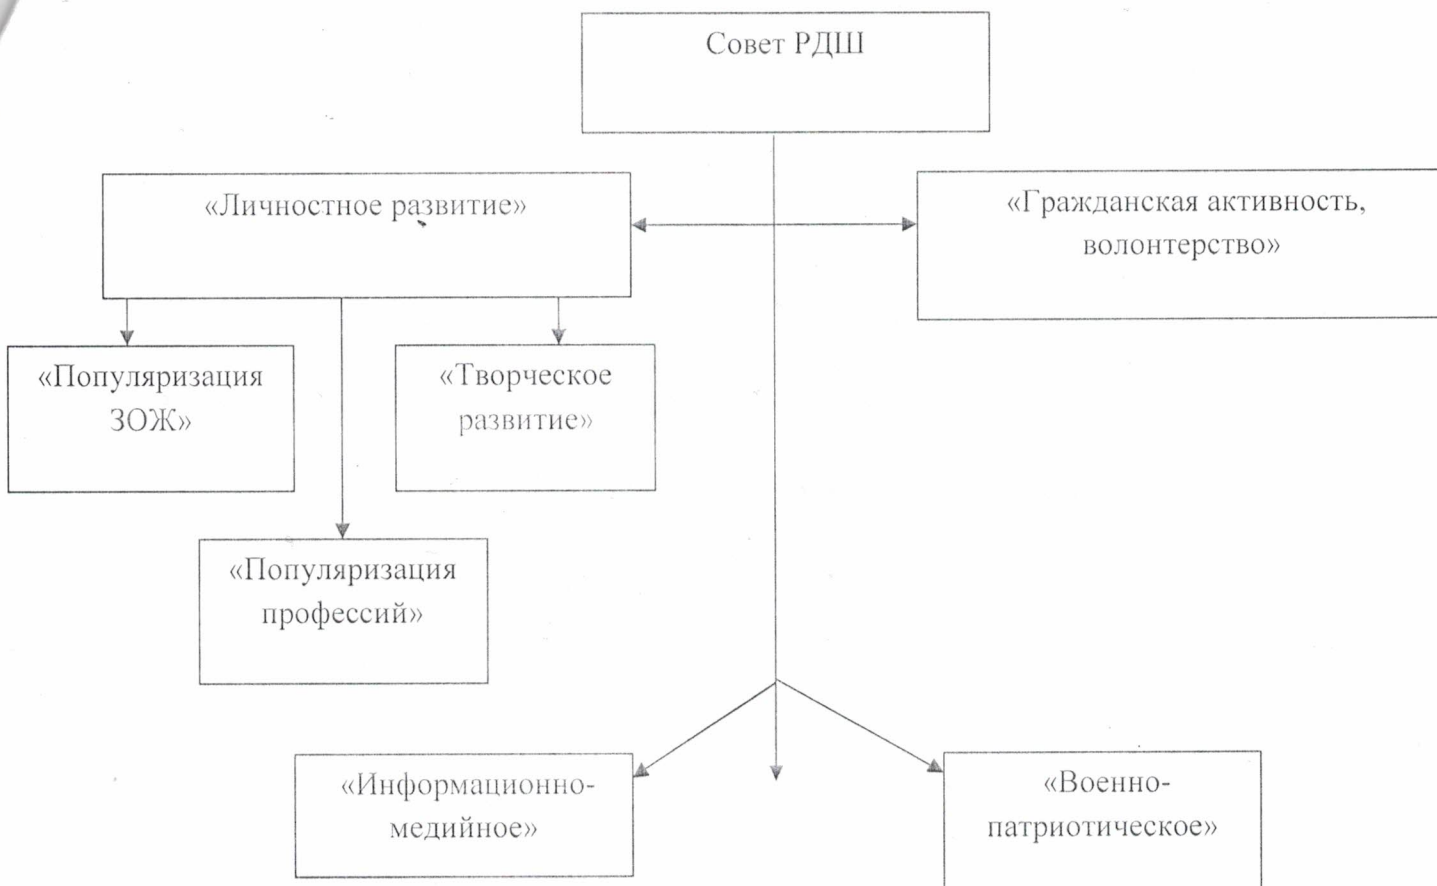 Совет РДШ
«Личностное развитие»
«Гражданская активность,
волонтерство»
«Популяризация
ЗОЖ»
«Творческое
развитие»
«Популяризация
профессий»
«Информационно-
медийное»
«Военно-
патриотическое»